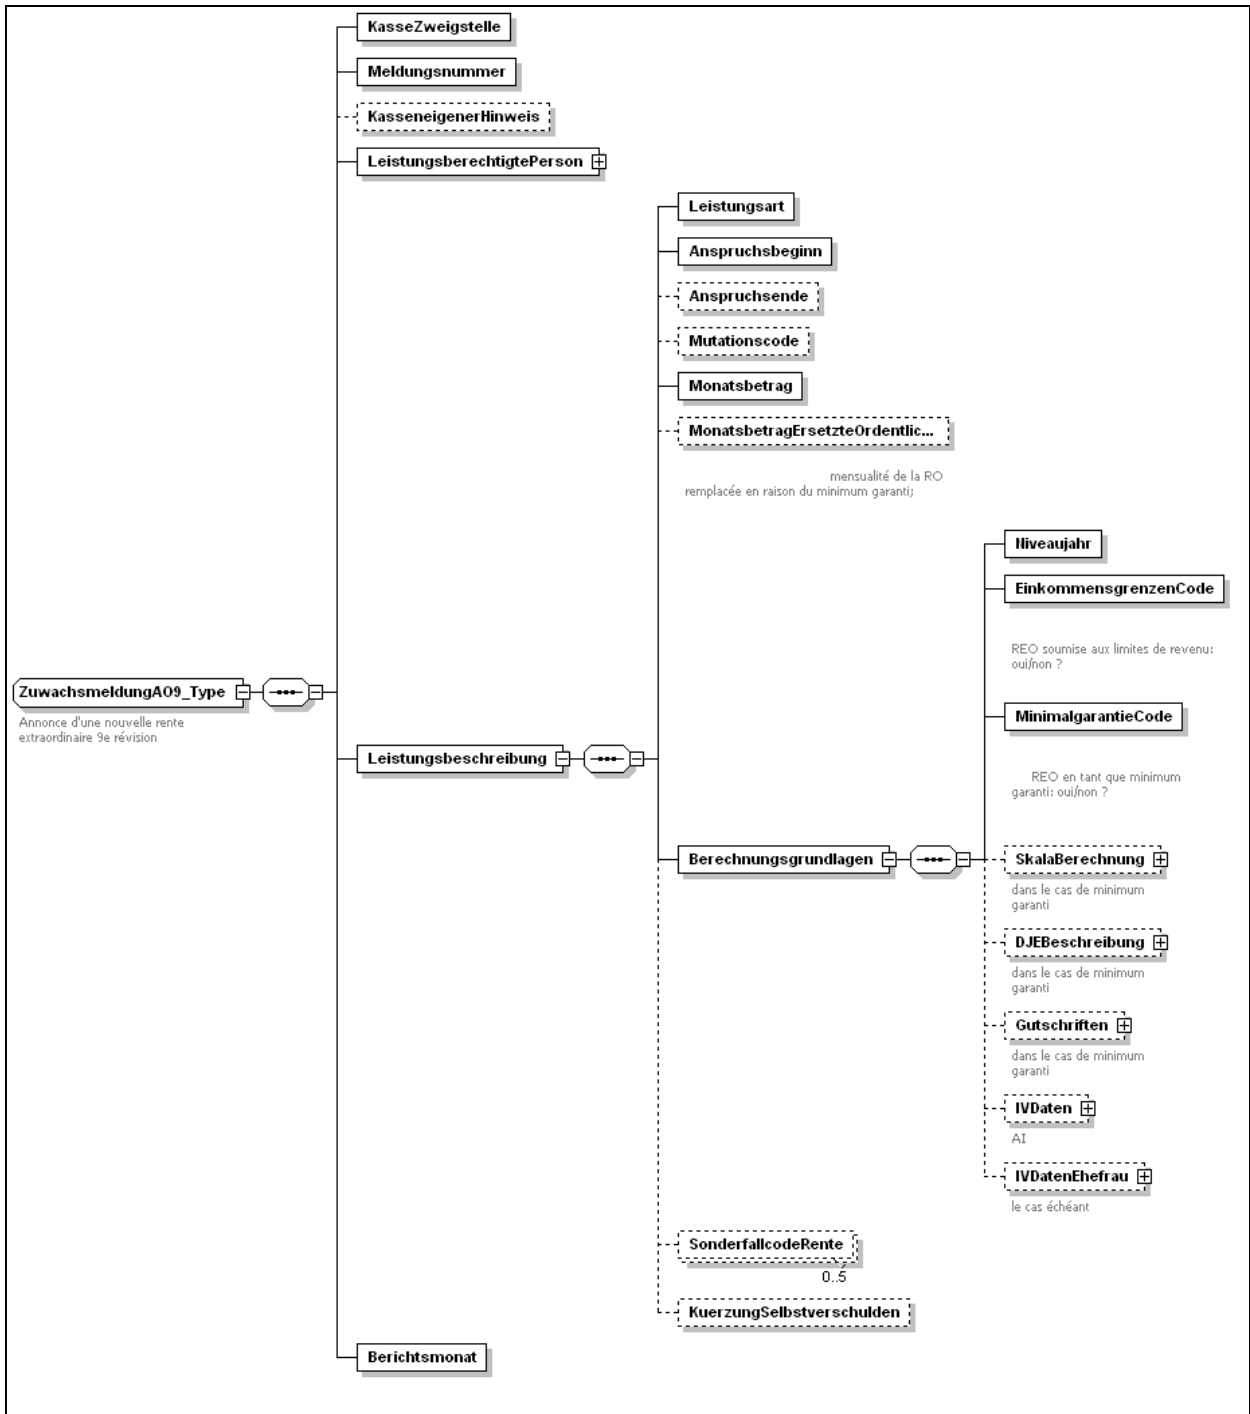 KasseZweigstelle
Meldungsnummer
KasseneigenerHinweis
LeistungsberechtigtePerson
Leistungsart
Anspruchsbeginn
Anspruchsende
Mutationscode
Monatsbetrag
MonatsbetragErsetzteOrdentlic...
mensualité de la RO
remplacée en raison du minimum garanti;
Niveaujahr
EinkommensgrenzenCode
REO soumise aux limites de revenu:
oui/non ?
ZuwachsmeldungAO9_Type
Annonce d'une nouvelle rente
extraordinaire 9e révision
MinimalgarantieCode
REO en tant que minimum
garanti: oui/non ?
Leistungsbeschreibung
Berechnungsgrundlagen
SkalaBerechnung
dans le cas de minimum
garanti
DJEBeschreibung
dans le cas de minimum
garanti
Gutschriften
dans le cas de minimum
garanti
IVDaten
AI
IVDatenEhefrau
le cas échéant
SonderfallcodeRente
0..5
KuerzungSelbstverschulden
Berichtsmonat